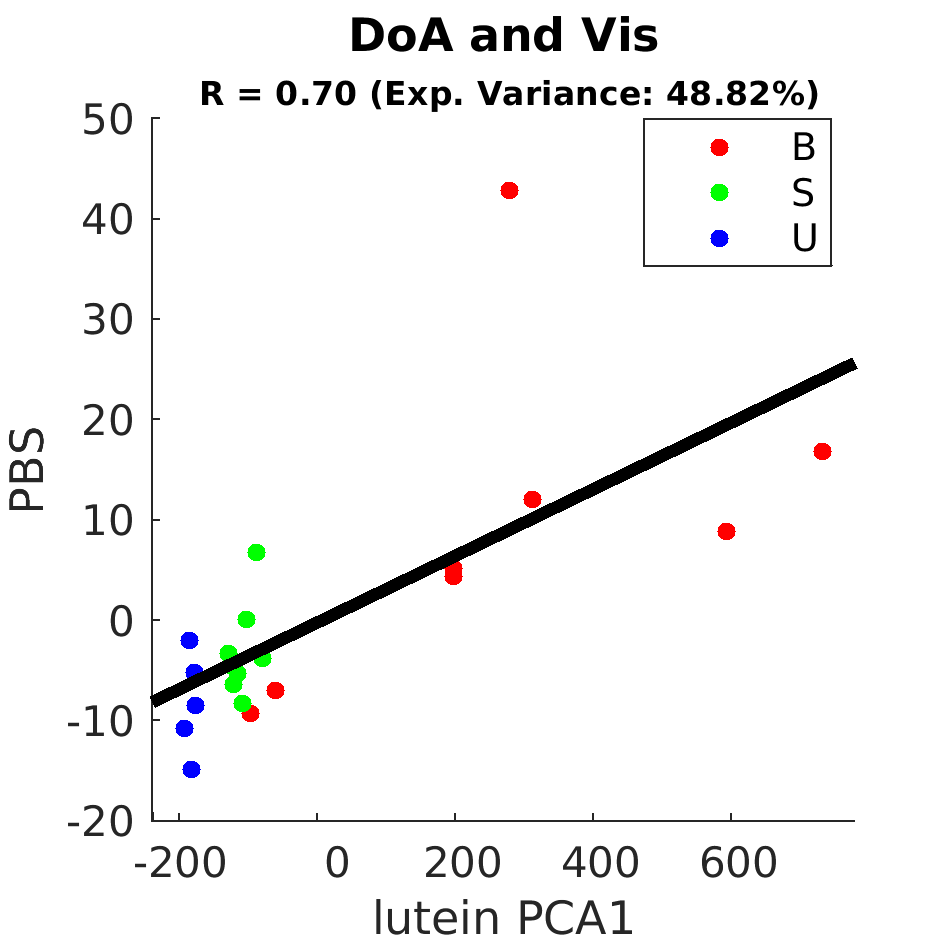 DoA and Vis
R = 0.70 (Exp. Variance: 48.82%)
50
40
30
20
10
0
-10
-20
PBS
B
S
U
-200 0 200 400 600
lutein PCA1